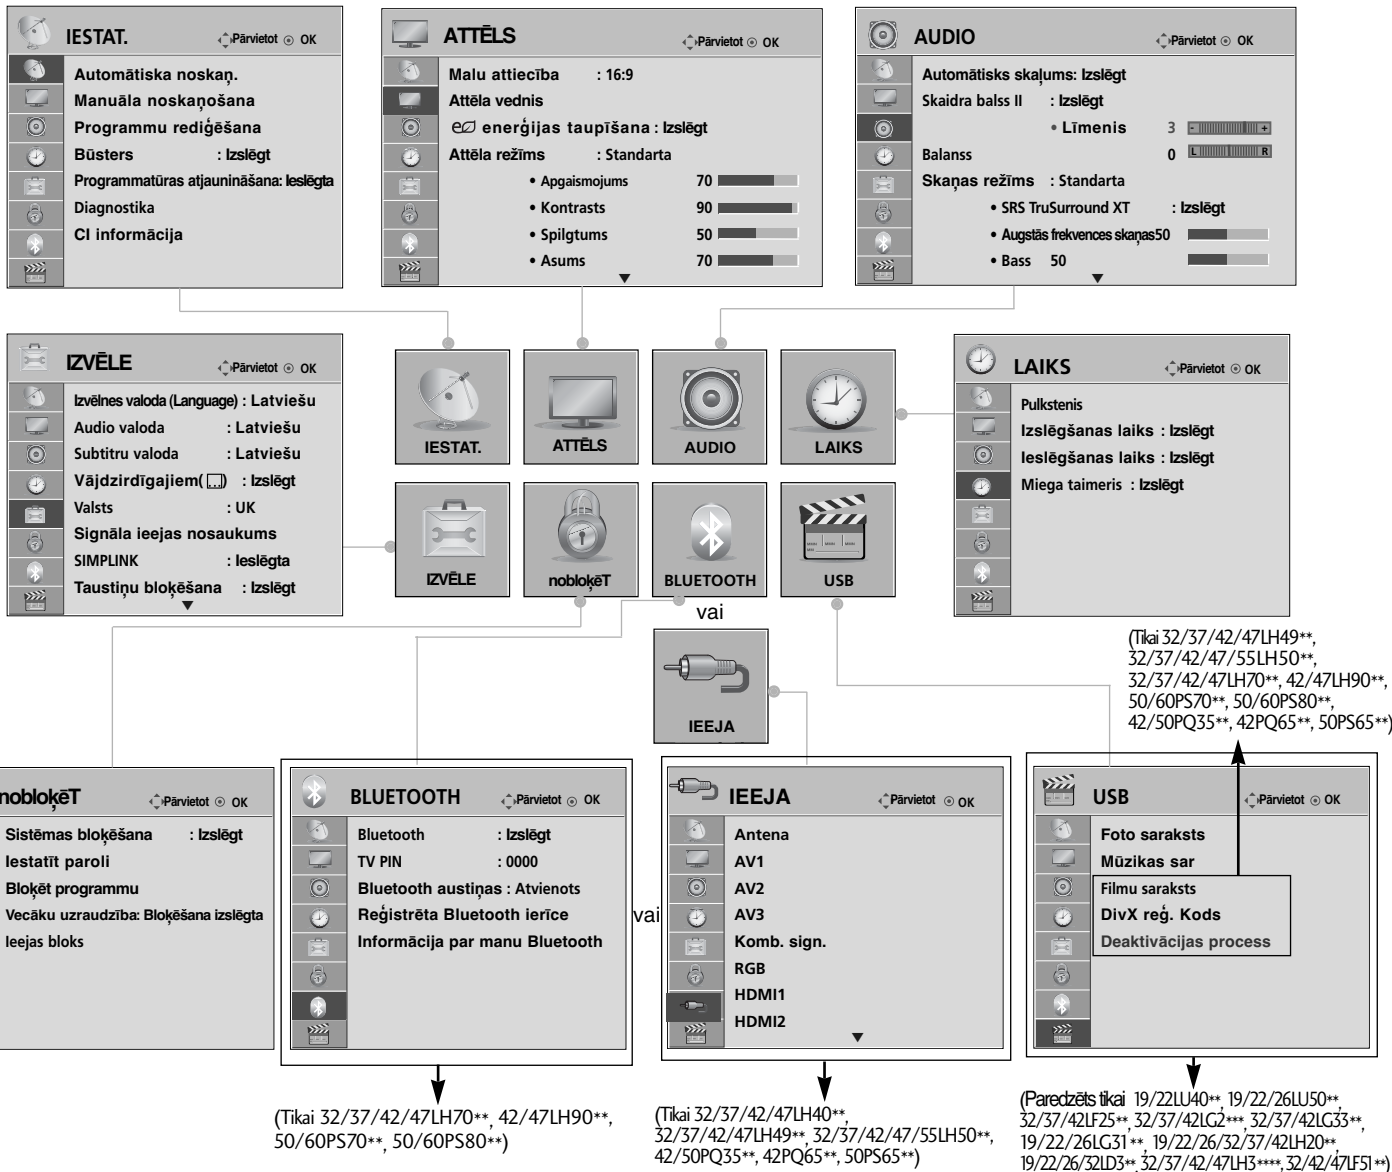 IESTAT.
Pārvietot OK
Automātiska noskaņ.
Manuāla noskaņošana
Programmu rediģēšana
Būsters : Izslēgt
Programmatūras atjaunināšana: Ieslēgta
Diagnostika
CI informācija
ATTĒLS
Pārvietot OK
Malu attiecība : 16:9
Attēla vednis
enerģijas taupīšana : Izslēgt
Attēla režīms : Standarta
• Apgaismojums 70
• Kontrasts 90
• Spilgtums 50
• Asums 70
▼
AUDIO
Pārvietot OK
Automātisks skaļums: Izslēgt
Skaidra balss II : Izslēgt
• Līmenis 3 - +
Balanss 0 L R
Skaņas režīms : Standarta
• SRS TruSurround XT : Izslēgt
• Augstās frekvences skaņas50
• Bass 50
▼
IZVĒLE
Pārvietot OK
Izvēlnes valoda (Language) : Latviešu
Audio valoda : Latviešu
Subtitru valoda : Latviešu
Vājdzirdīgajiem( ) : Izslēgt
Valsts : UK
Signāla ieejas nosaukums
SIMPLINK : Ieslēgta
Taustiņu bloķēšana : Izslēgt
▼
IESTAT.
ATTĒLS
AUDIO
LAIKS
IZVĒLE
nobloķēT
BLUETOOTH
USB
vai
IEEJA
LAIKS
Pārvietot OK
Pulkstenis
Izslēgšanas laiks : Izslēgt
Ieslēgšanas laiks : Izslēgt
Miega taimeris : Izslēgt
(Tikai 32/37/42/47LH49**,
32/37/42/47/55LH50**,
32/37/42/47LH70**, 42/47LH90**,
50/60PS70**, 50/60PS80**,
42/50PQ35**, 42PQ65**, 50PS65**)
nobloķēT
Pārvietot OK
Sistēmas bloķēšana : Izslēgt
Iestatīt paroli
Bloķēt programmu
Vecāku uzraudzība: Bloķēšana izslēgta
Ieejas bloks
BLUETOOTH
Pārvietot OK
Bluetooth : Izslēgt
TV PIN : 0000
Bluetooth austiņas : Atvienots
Reģistrēta Bluetooth ierīce
Informācija par manu Bluetooth
(Tikai 32/37/42/47LH70**, 42/47LH90**,
50/60PS70**, 50/60PS80**)
vai
IEEJA
Pārvietot OK
Antena
AV1
AV2
AV3
Komb. sign.
RGB
HDMI1
HDMI2
▼
(Tikai 32/37/42/47LH40**,
32/37/42/47LH49**, 32/37/42/47/55LH50**,
42/50PQ35**, 42PQ65**, 50PS65**)
USB
Pārvietot OK
Foto saraksts
Mūzikas sar
Filmu saraksts
DivX reģ. Kods
Deaktivācijas process
(Paredzēts tikai 19/22LU40**, 19/22/26LU50**,
32/37/42LF25**, 32/37/42LG2***, 32/37/42LG33**,
19/22/26LG31**, 19/22/26/32/37/42LH20**,
19/22/26/32LD3**, 32/37/42/47LH3****, 32/42/47LF51**)